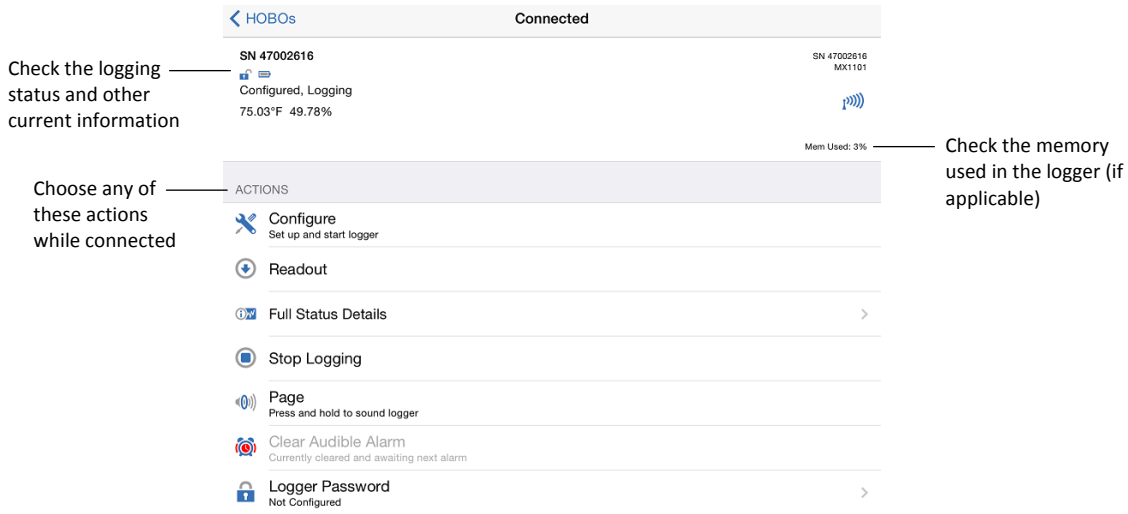 HOBOs
Connected
SN 47002616
Configured, Logging
75.03°F 49.78%
SN 47002616
MX1101
Mem Used: 3%
Check the logging
status and other
current information
Check the memory
used in the logger (if
applicable)
Choose any of
these actions
while connected
ACTIONS
Configure
Set up and start logger
Readout
Full Status Details
Stop Logging
Page
Press and hold to sound logger
Clear Audible Alarm
Currently cleared and awaiting next alarm
Logger Password
Not Configured